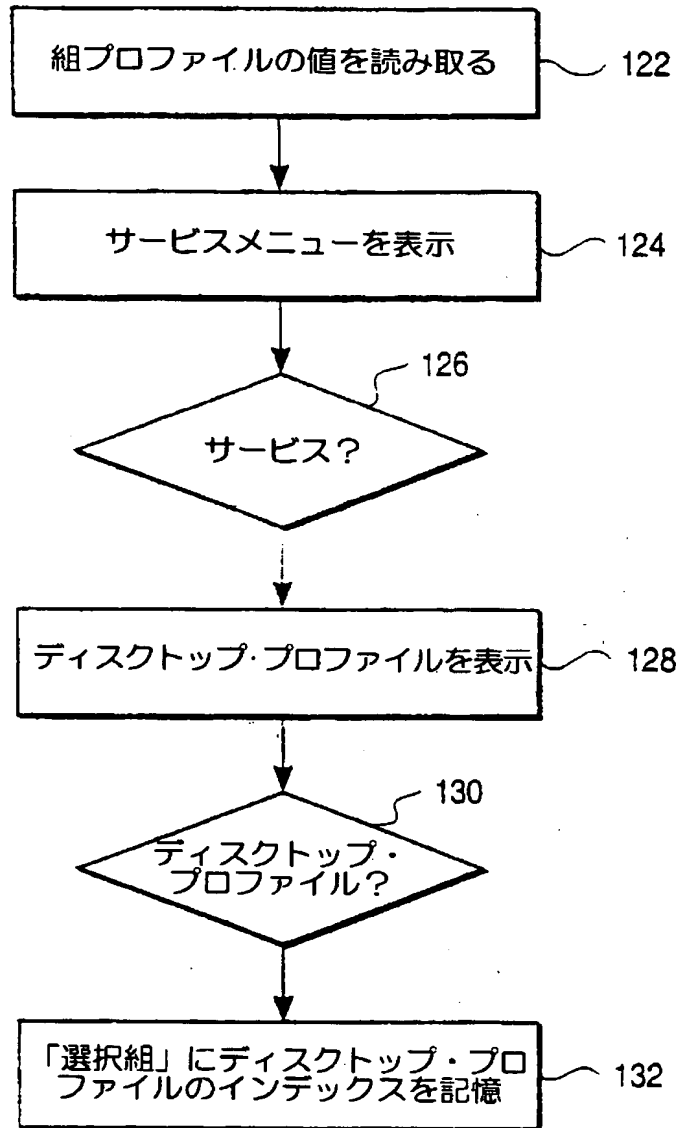 組プロファイルの値を読み取る
122
サービスメニューを表示
124
126
サービス？
ディスクトップ・プロファイルを表示
128
130
ディスクトップ・
プロファイル？
「選択組」にディスクトップ・プロ
ファイルのインデックスを記憶
132